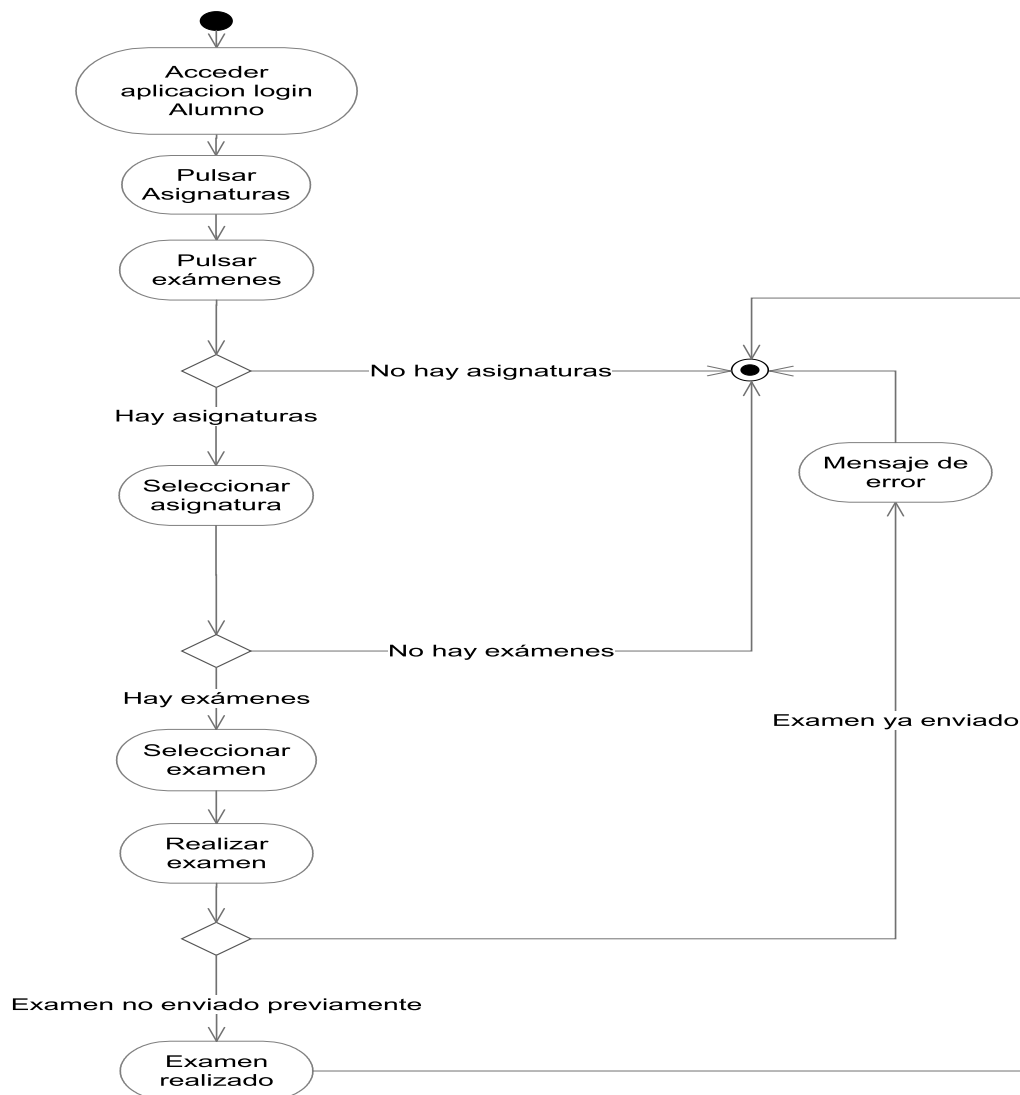 Acceder
aplicacion login
Alumno
Pulsar
Asignaturas
Pulsar
exámenes
No hay asignaturas
Hay asignaturas
Mensaje de
error
Seleccionar
asignatura
No hay exámenes
Hay exámenes
Examen ya enviado
Seleccionar
examen
Realizar
examen
Examen no enviado previamente
Examen
realizado